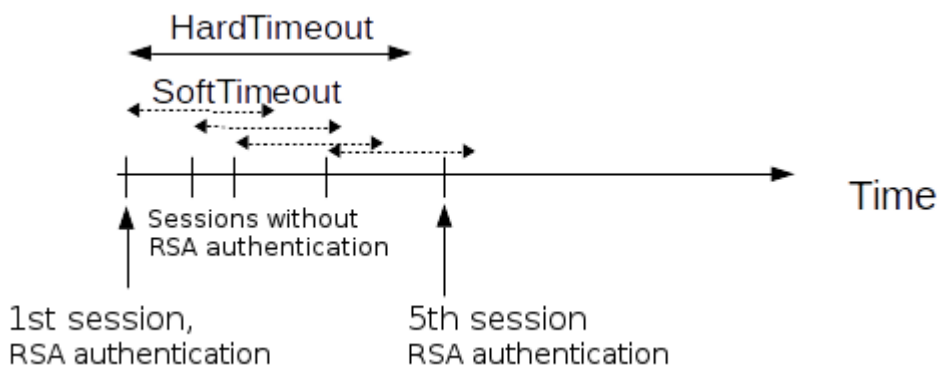 HardTimeout
SoftTimeout
Time
Sessions without
RSA authentication
1st session,
RSA authentication
5th session
RSA authentication